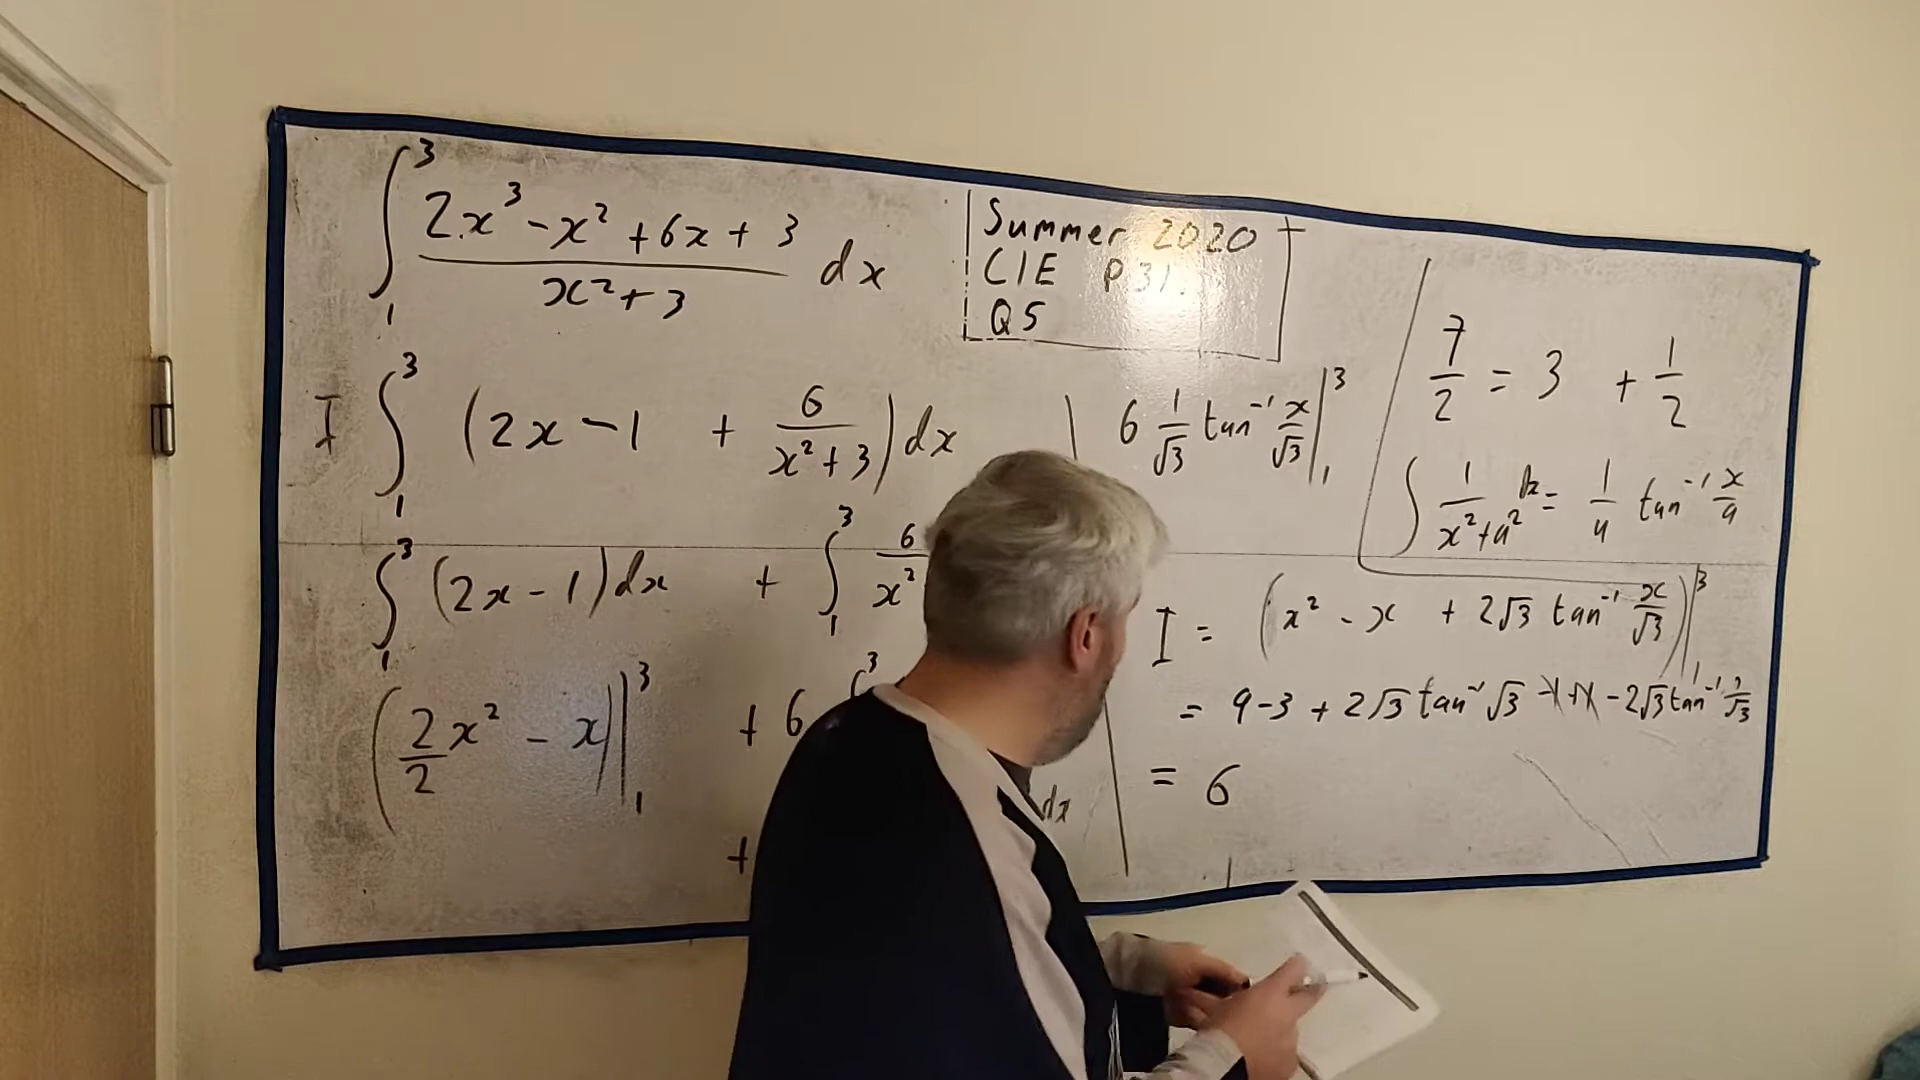 ∫₁³ (2x³ - x² + 6x + 3)/(x² + 3) dx
Summer 2020
CIE P31.
Q5
I ∫₁³ (2x - 1 + 6/(x² + 3)) dx
∫₁³ (2x - 1) dx + ∫₁³ 6/x²
(2/2 x² - x)|₁³ + 6 ∫³
dx
+
6 1/√3 tan⁻¹ x/√3 |₁³
7/2 = 3 + 1/2
∫ 1/(x² + a²) dx = 1/a tan⁻¹ x/a
I = (x² - x + 2√3 tan⁻¹ x/√3)|₁³
= 9 - 3 + 2√3 tan⁻¹ √3 - 1 + 1 - 2√3 tan⁻¹ 1/√3
= 6